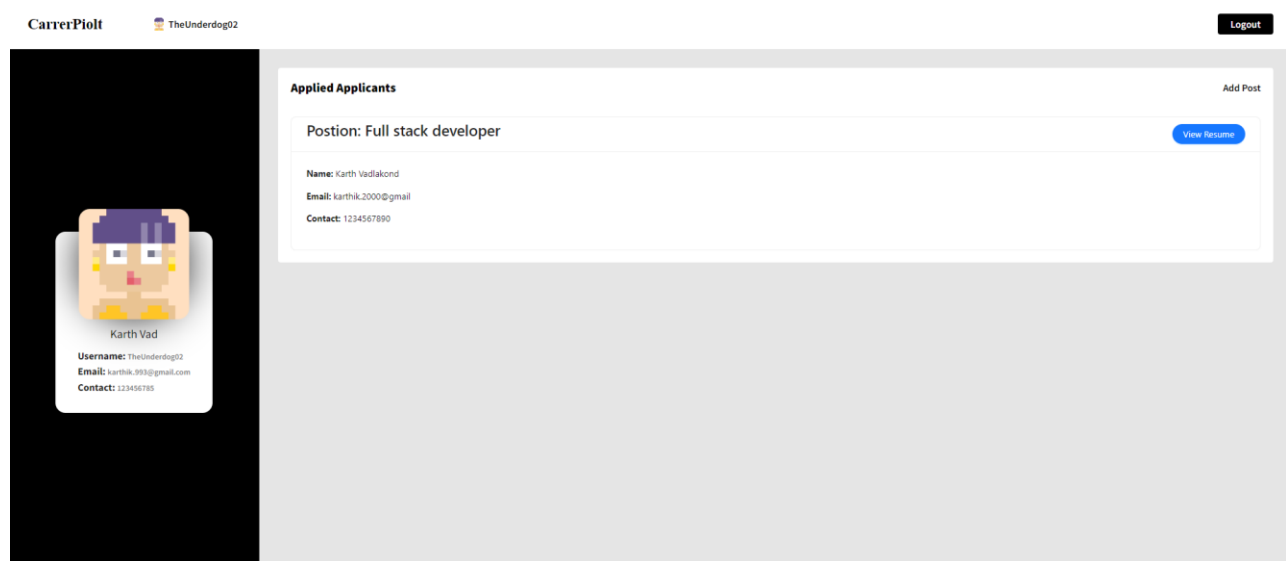 CarrerPiolt
TheUnderdog02
Logout
Applied Applicants
Add Post
Postion: Full stack developer
View Resume
Name: Karth Vadlakond
Email: karthik.2000@gmail
Contact: 1234567890
Karth Vad
Username: TheUnderdog02
Email: karthik.993@gmail.com
Contact: 123456785